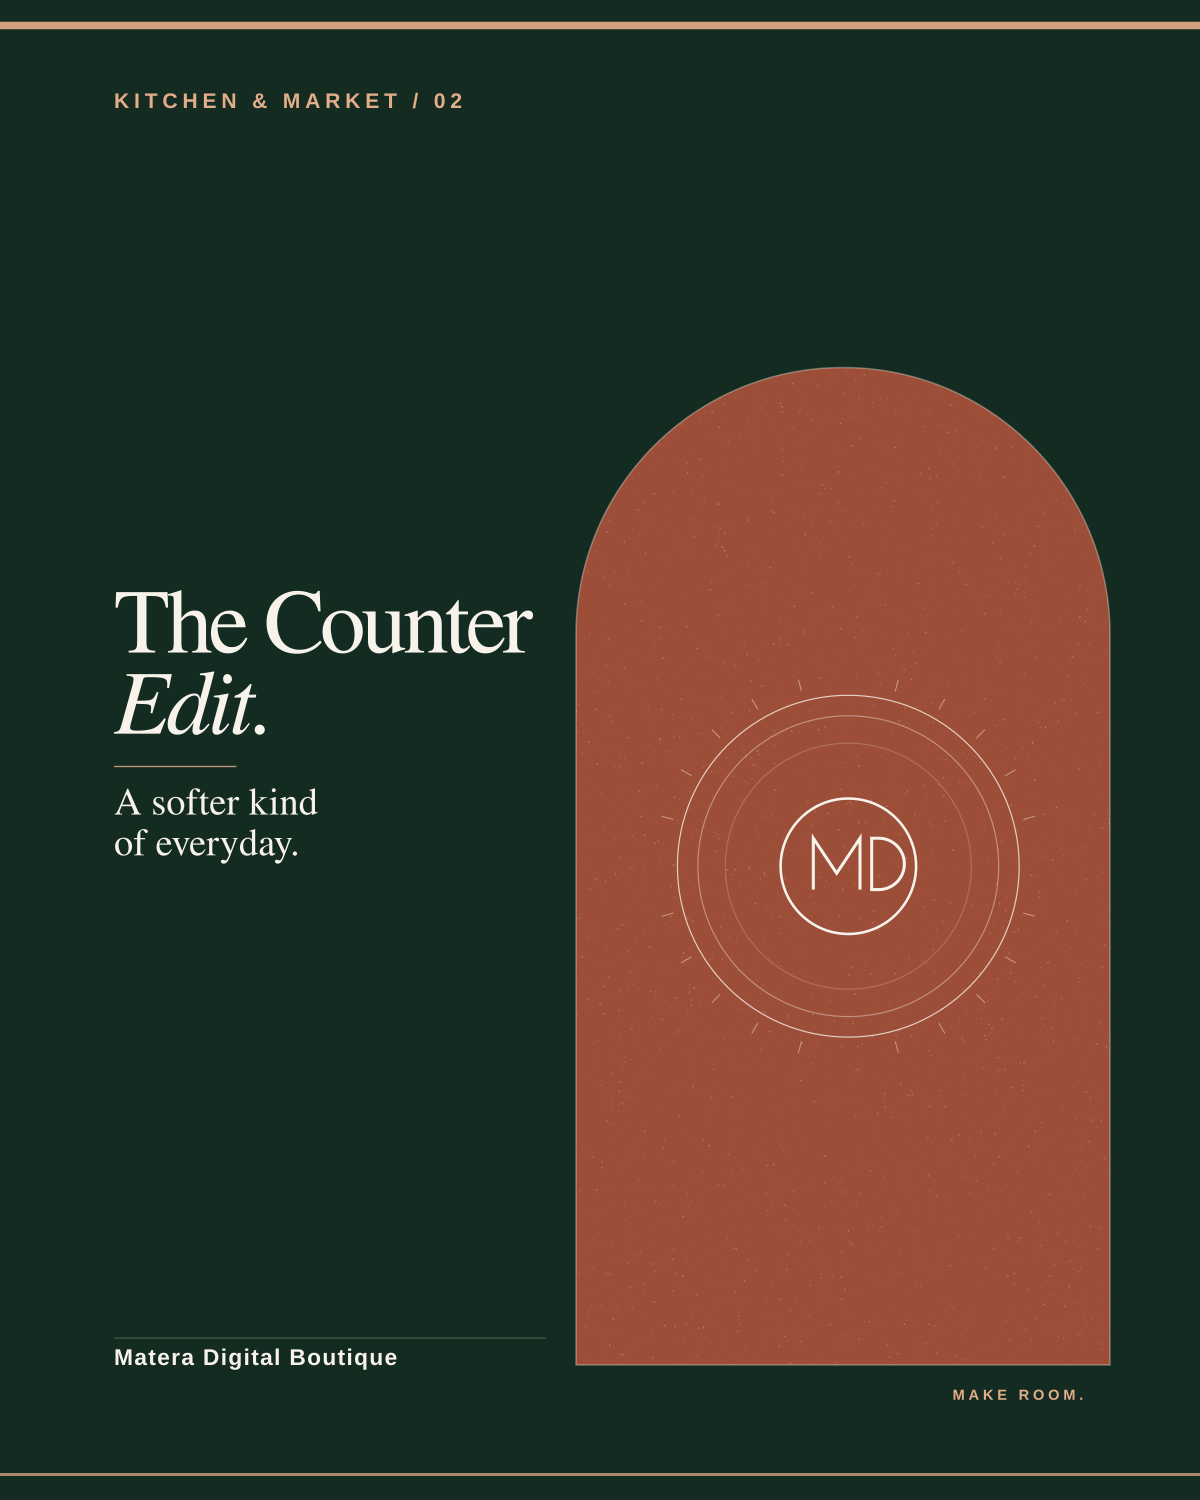 KITCHEN & MARKET / 02
The Counter
Edit.
A softer kind
of everyday.
MD
Matera Digital Boutique
MAKE ROOM.